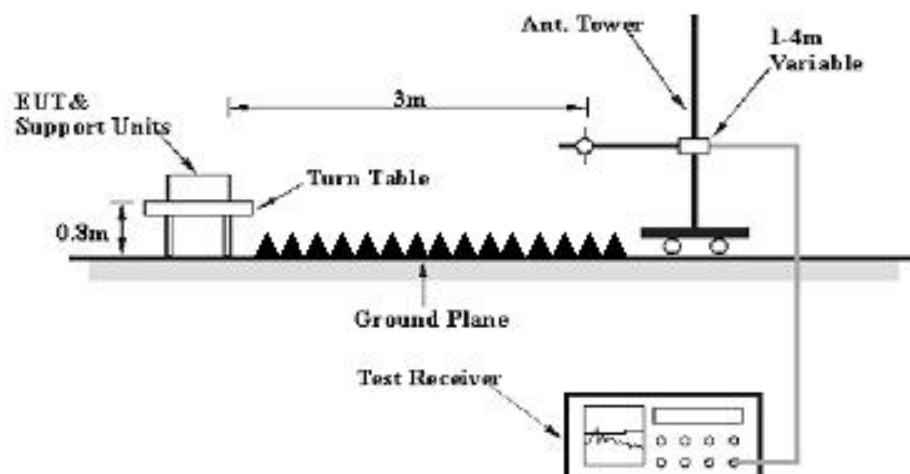 Ant. Tower
1-4m
Variable
3m
EUT&
Support Units
Turn Table
0.8m
Ground Plane
Test Receiver